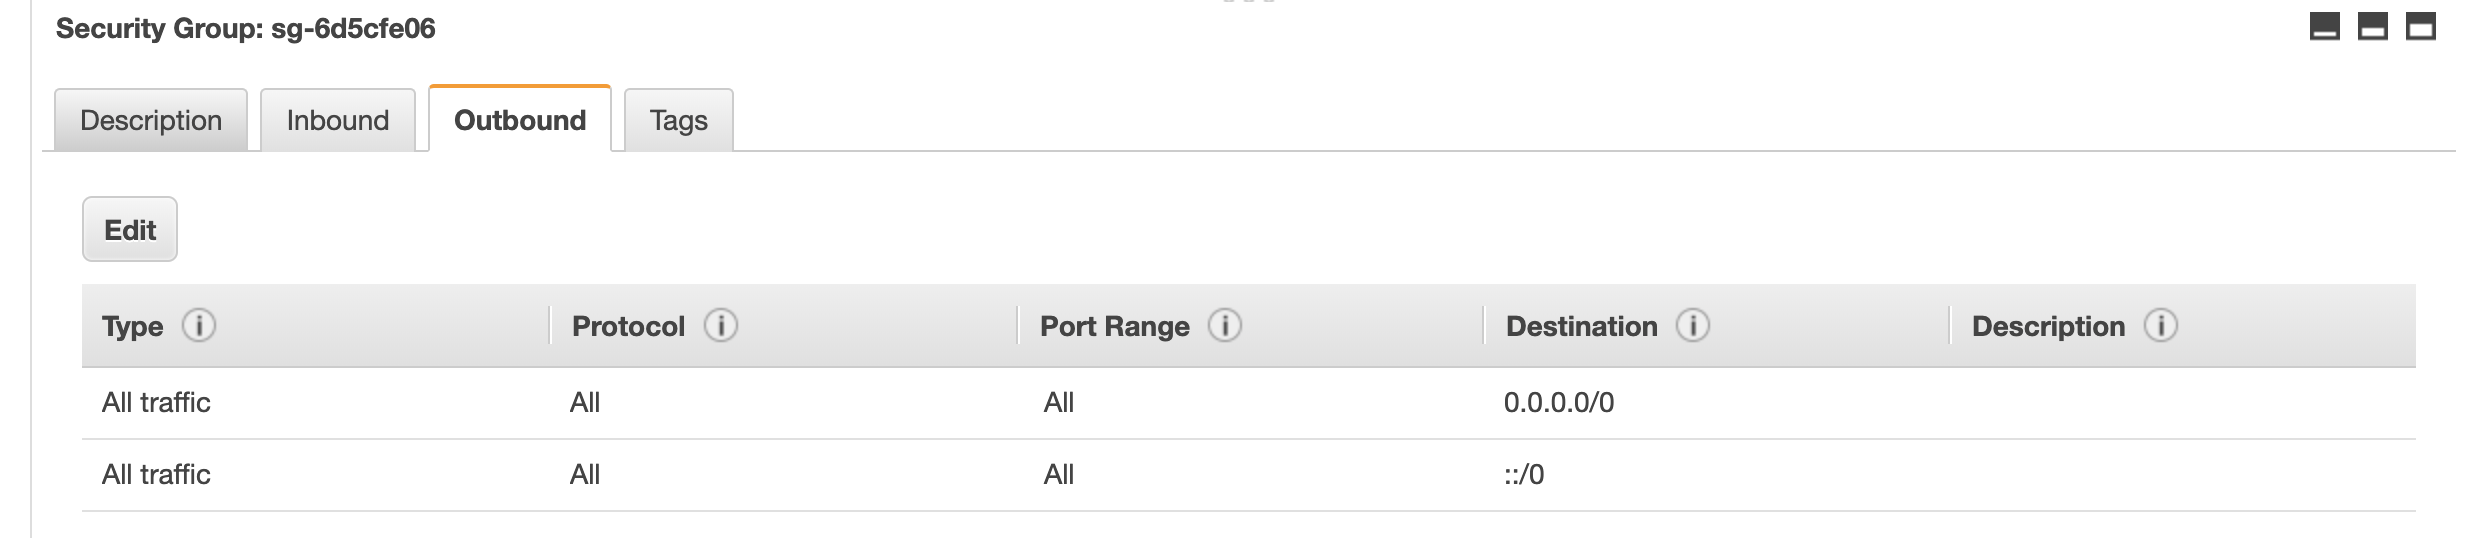 Security Group: sg-6d5cfe06
Description Inbound Outbound Tags
Edit
Type Protocol Port Range Destination Description
All traffic All All 0.0.0.0/0
All traffic All All ::/0